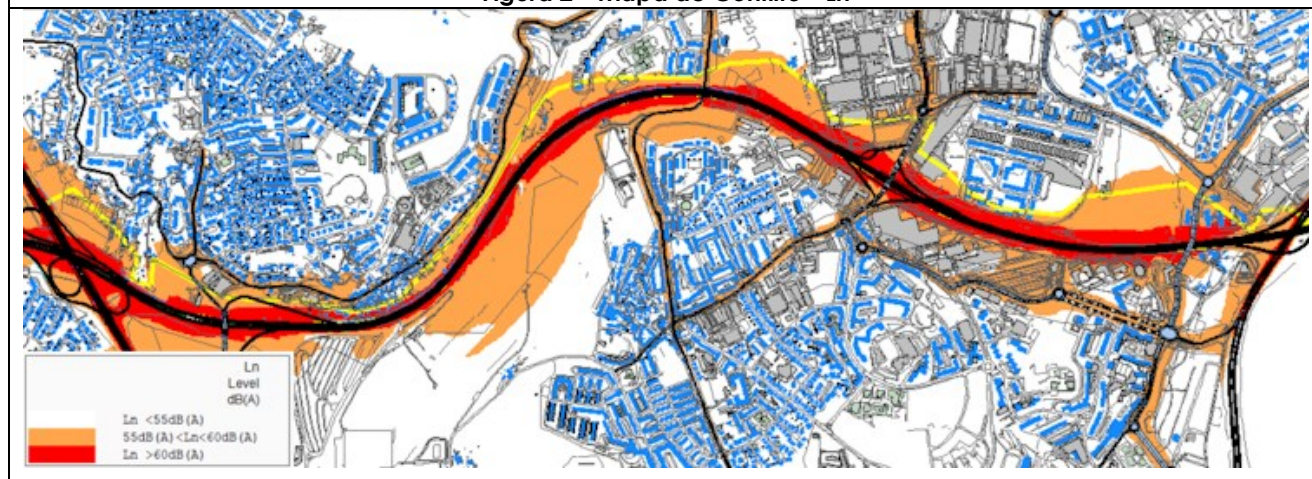 Ln
Level
dB(A)
Ln <55dB(A)
55dB(A)<Ln<60dB(A)
Ln >60dB(A)